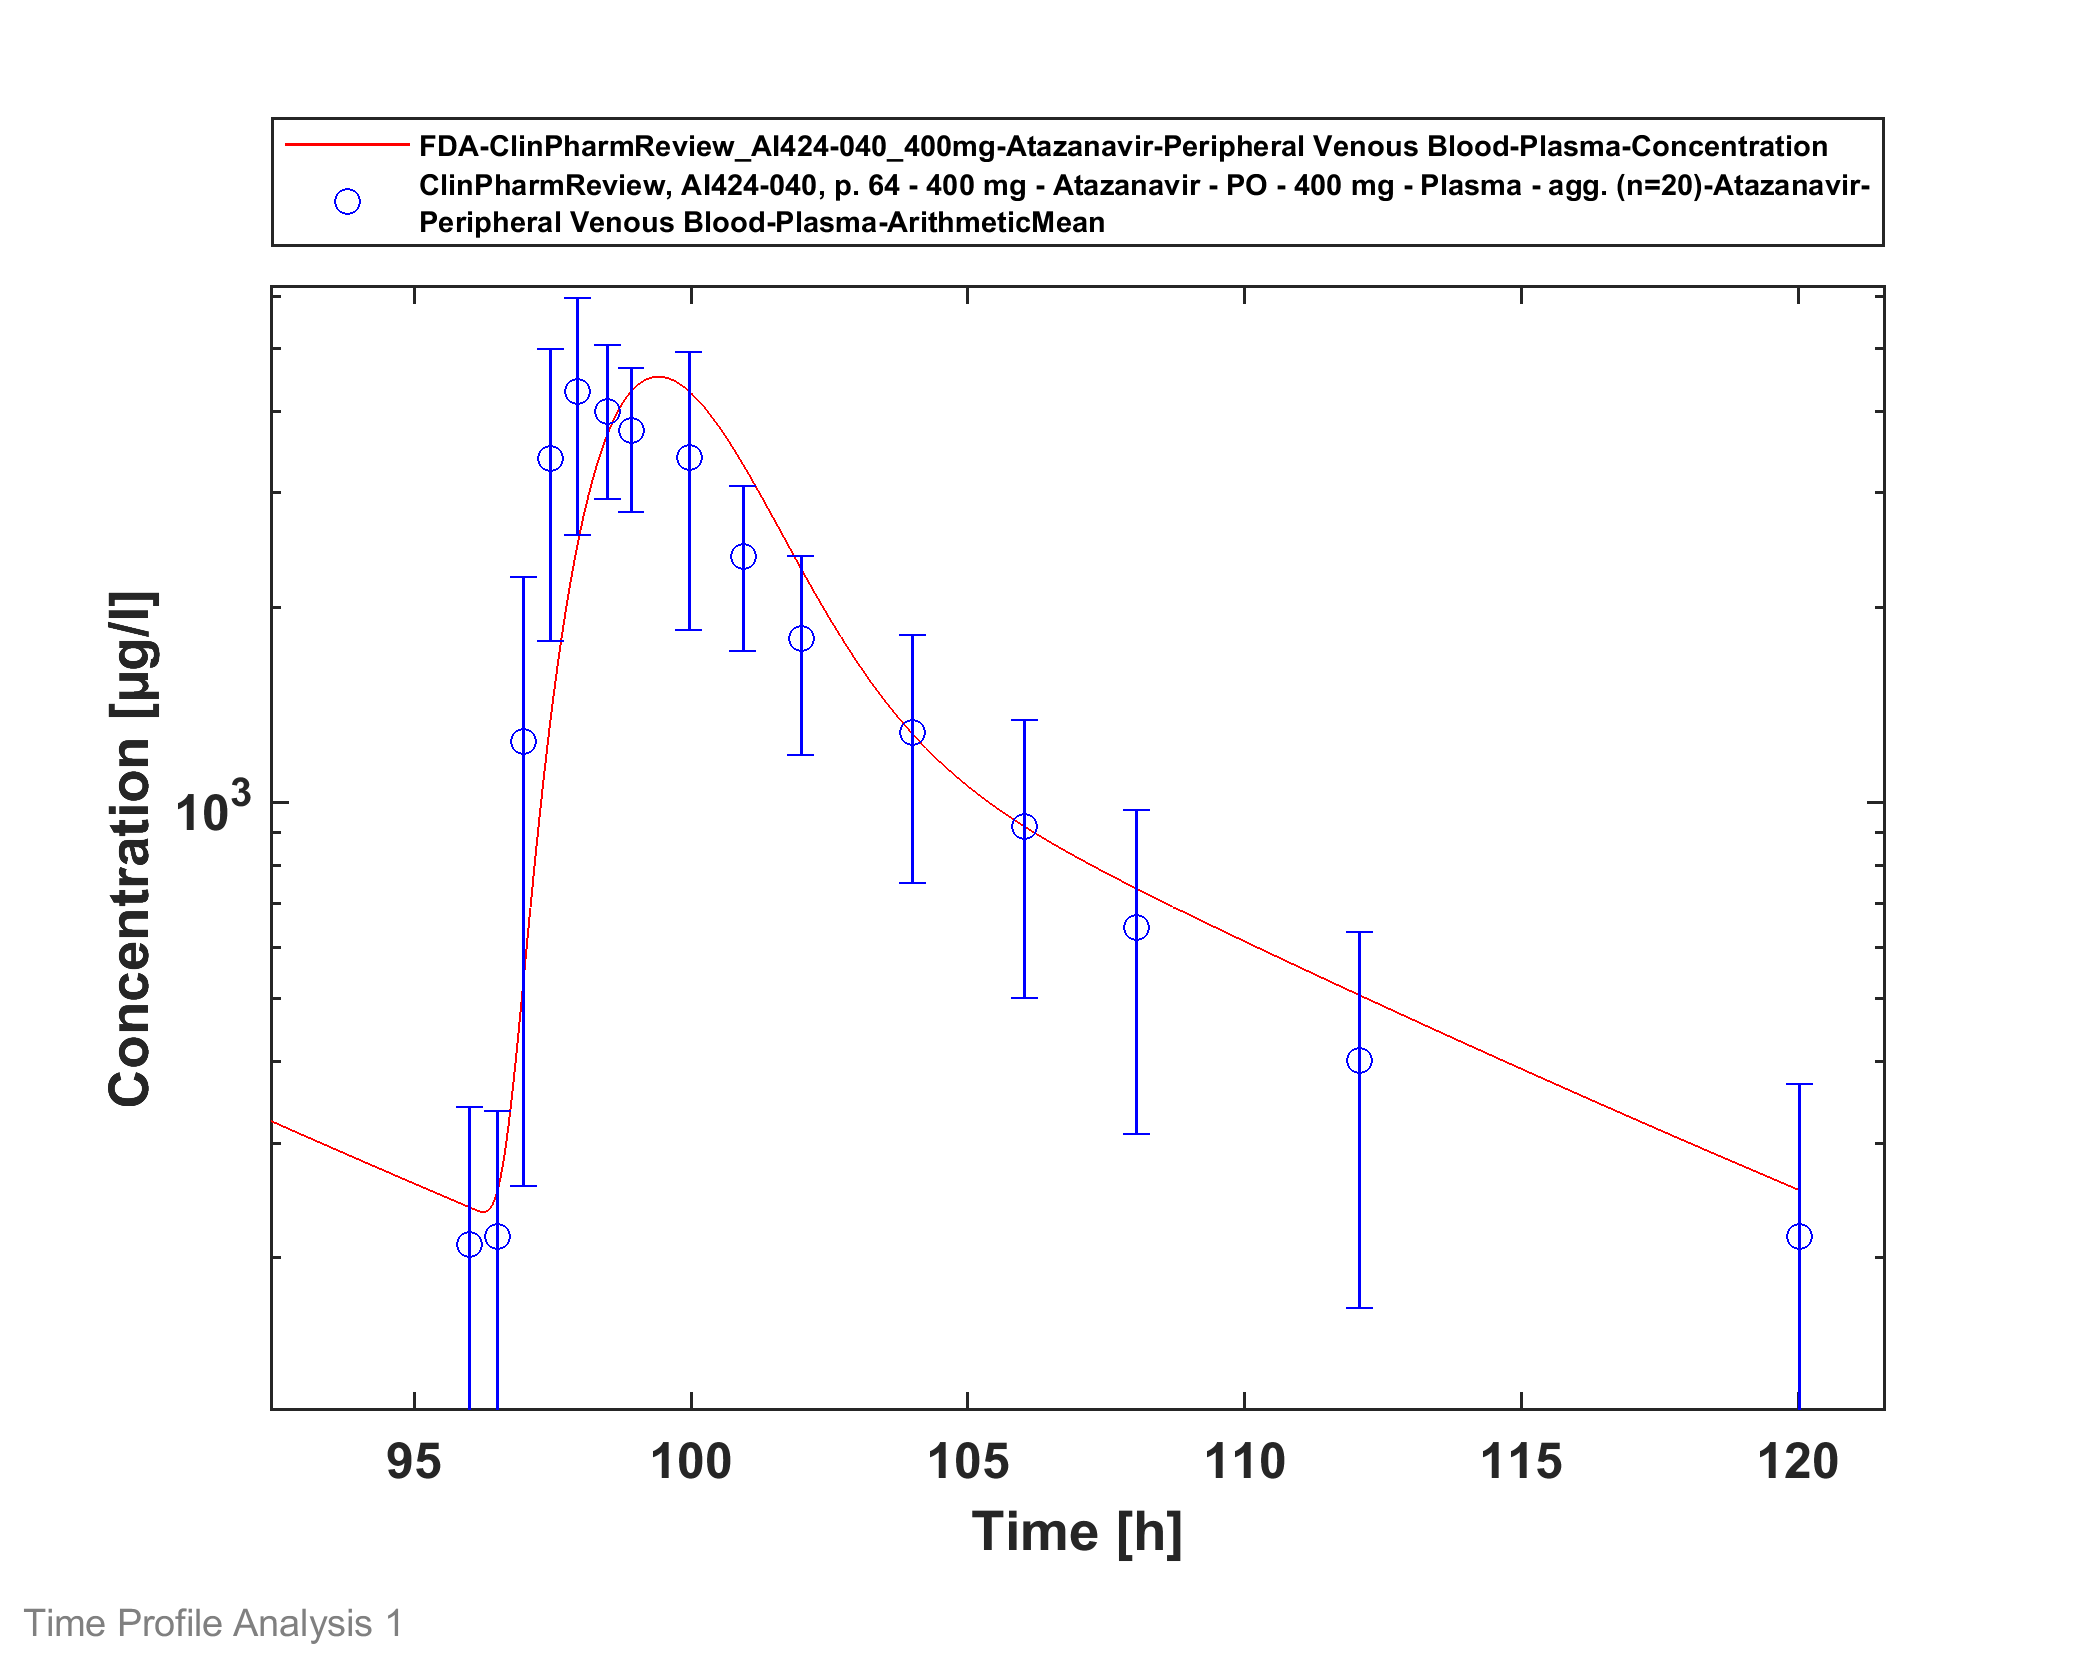 FDA-ClinPharmReview_AI424-040_400mg-Atazanavir-Peripheral Venous Blood-Plasma-Concentration
ClinPharmReview, AI424-040, p. 64 - 400 mg - Atazanavir - PO - 400 mg - Plasma - agg. (n=20)-Atazanavir-
Peripheral Venous Blood-Plasma-ArithmeticMean
Concentration [µg/l]
10³
95 100 105 110 115 120
Time [h]
Time Profile Analysis 1